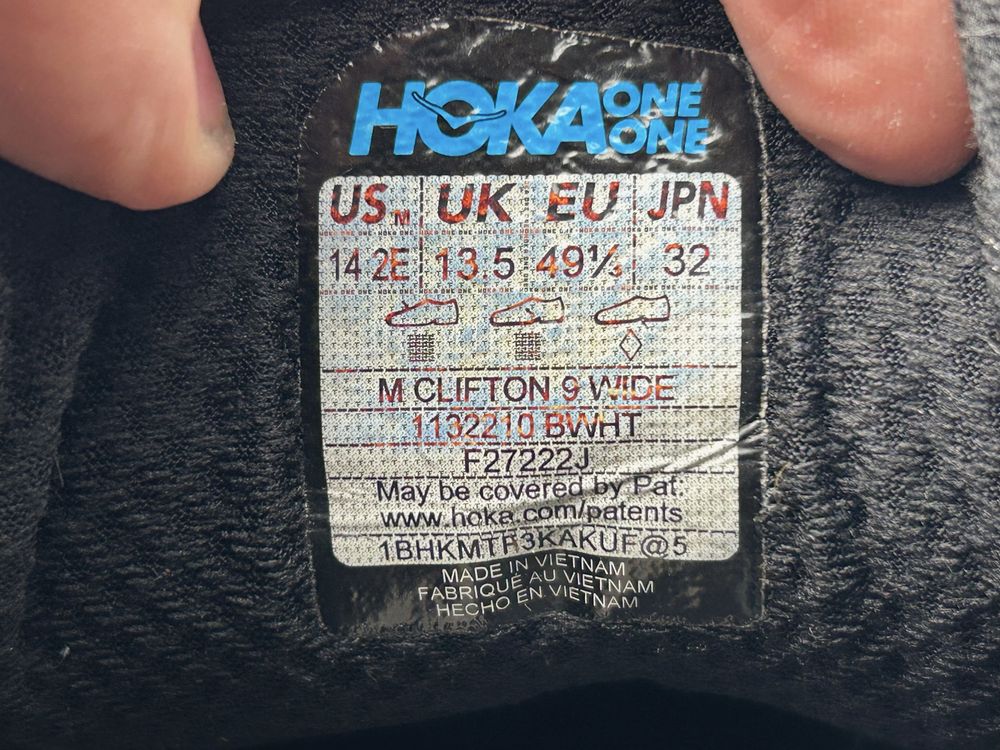 HOKA ONE ONE
US M UK EU JPN
14 2E 13.5 49⅓ 32
M CLIFTON 9 WIDE
1132210 BWHT
F27222J
May be covered by Pat.
www.hoka.com/patents
1BHKMTR3KAKUF@5
MADE IN VIETNAM
FABRIQUÉ AU VIETNAM
HECHO EN VIETNAM